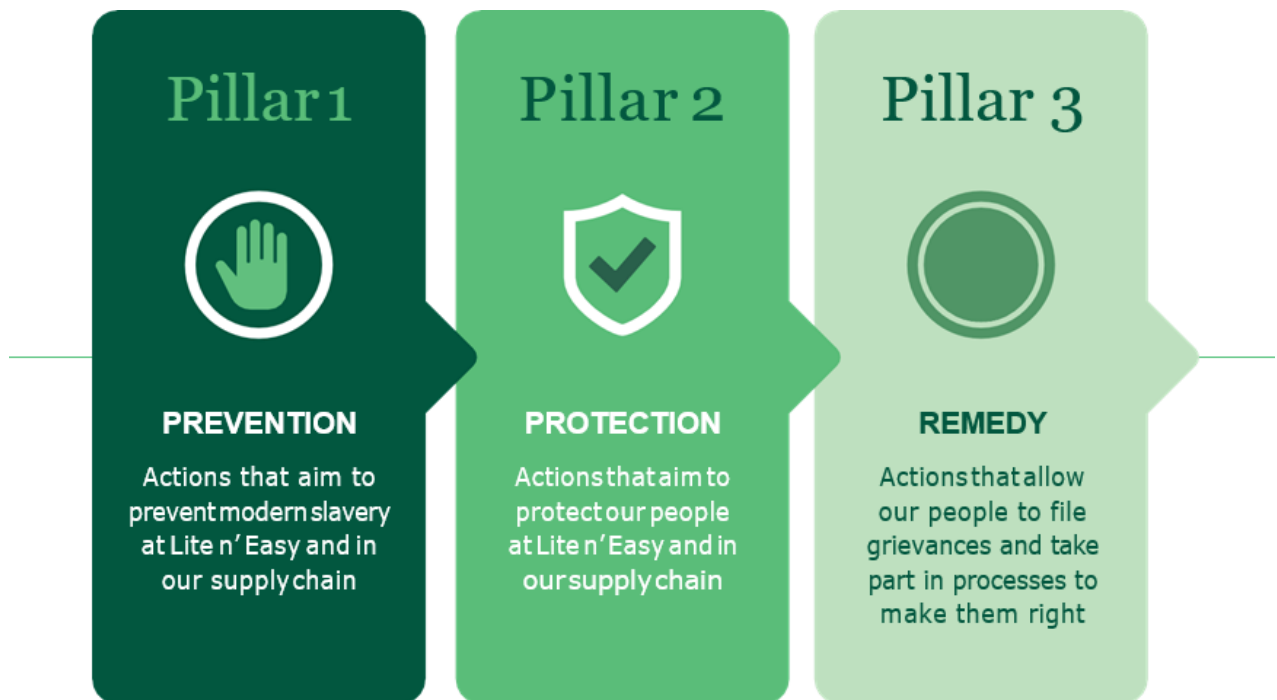 Pillar 1
PREVENTION
Actions that aim to
prevent modern slavery
at Lite n’ Easy and in
our supply chain
Pillar 2
PROTECTION
Actions that aim to
protect our people
at Lite n’ Easy and in
our supply chain
Pillar 3
REMEDY
Actions that allow
our people to file
grievances and take
part in processes to
make them right